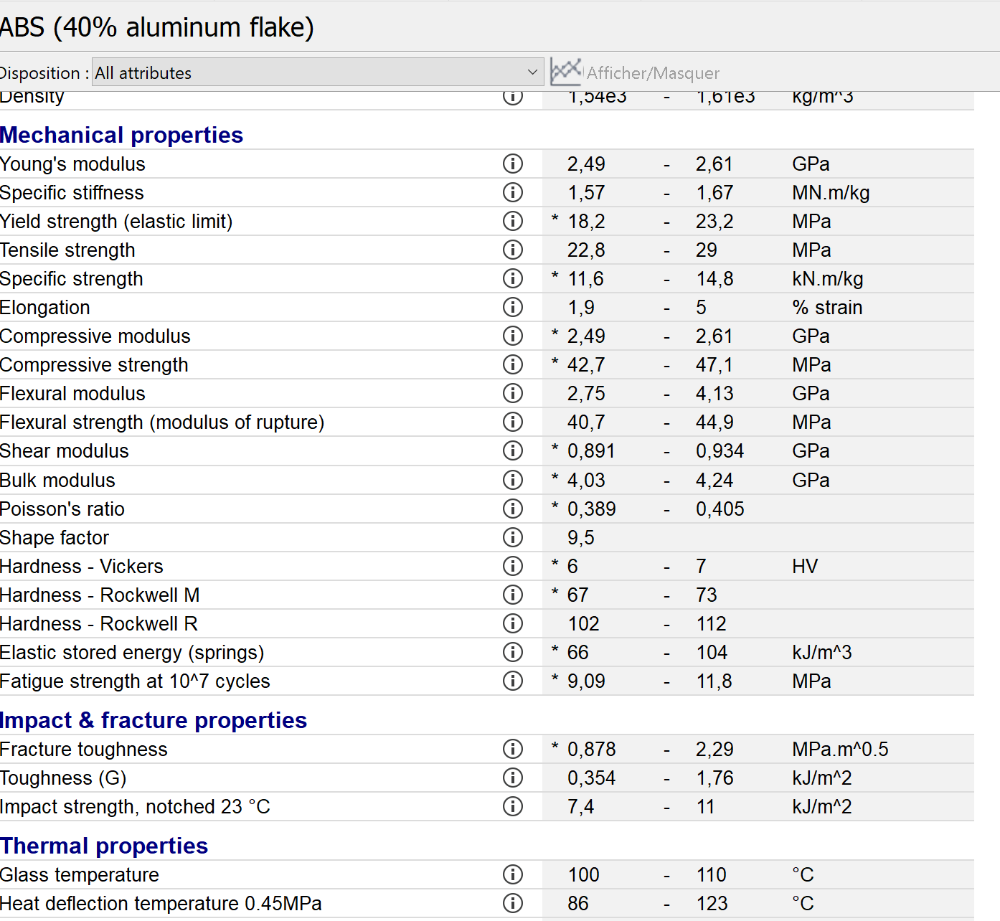 ABS (40% aluminum flake)
Disposition : All attributes Afficher/Masquer
Density 1,54e3 - 1,61e3 kg/m^3
Mechanical properties
Young's modulus 2,49 - 2,61 GPa
Specific stiffness 1,57 - 1,67 MN.m/kg
Yield strength (elastic limit) * 18,2 - 23,2 MPa
Tensile strength 22,8 - 29 MPa
Specific strength * 11,6 - 14,8 kN.m/kg
Elongation 1,9 - 5 % strain
Compressive modulus * 2,49 - 2,61 GPa
Compressive strength * 42,7 - 47,1 MPa
Flexural modulus 2,75 - 4,13 GPa
Flexural strength (modulus of rupture) 40,7 - 44,9 MPa
Shear modulus * 0,891 - 0,934 GPa
Bulk modulus * 4,03 - 4,24 GPa
Poisson's ratio * 0,389 - 0,405
Shape factor 9,5
Hardness - Vickers * 6 - 7 HV
Hardness - Rockwell M * 67 - 73
Hardness - Rockwell R 102 - 112
Elastic stored energy (springs) * 66 - 104 kJ/m^3
Fatigue strength at 10^7 cycles * 9,09 - 11,8 MPa
Impact & fracture properties
Fracture toughness * 0,878 - 2,29 MPa.m^0.5
Toughness (G) 0,354 - 1,76 kJ/m^2
Impact strength, notched 23 °C 7,4 - 11 kJ/m^2
Thermal properties
Glass temperature 100 - 110 °C
Heat deflection temperature 0.45MPa 86 - 123 °C